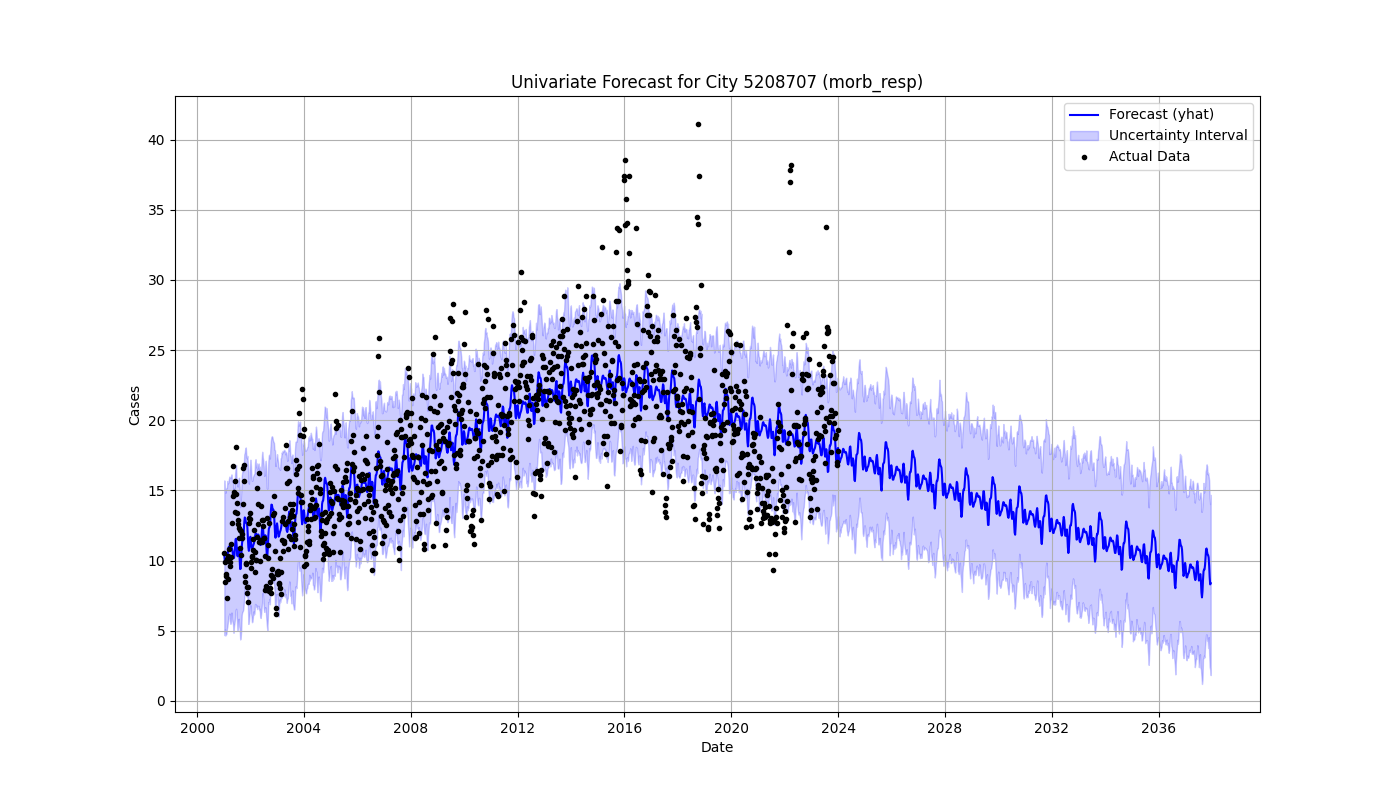 Univariate Forecast for City 5208707 (morb_resp)
Forecast (yhat)
Uncertainty Interval
Actual Data
Cases
40
35
30
25
20
15
10
5
0
2000 2004 2008 2012 2016 2020 2024 2028 2032 2036
Date